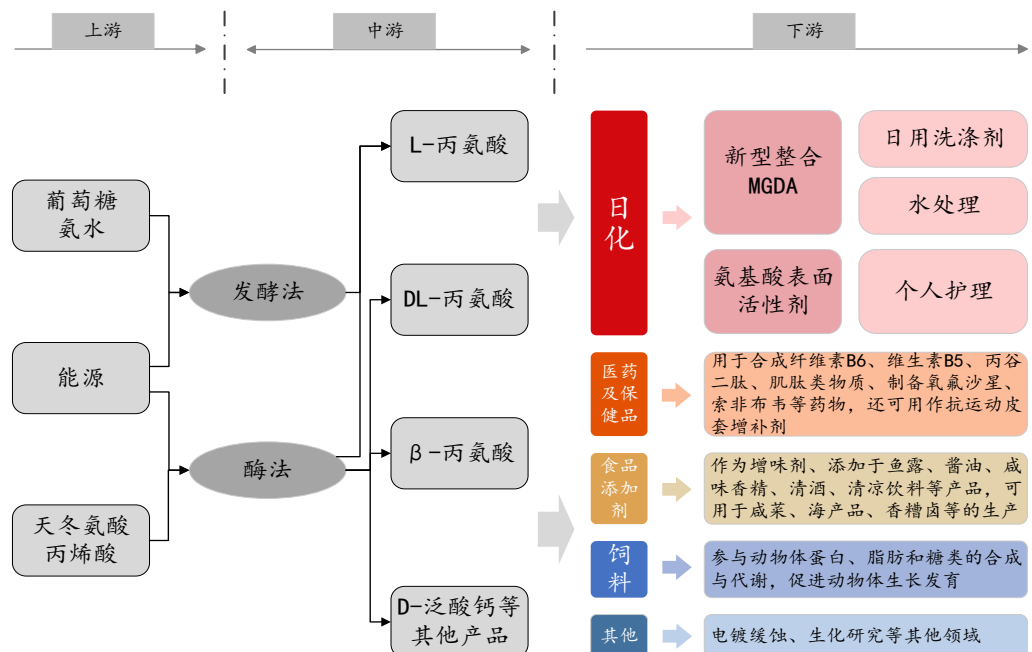 上游
中游
下游
葡萄糖
氨水
能源
天冬氨酸
丙烯酸
发酵法
酶法
L-丙氨酸
DL-丙氨酸
β-丙氨酸
D-泛酸钙等
其他产品
日化
新型整合
MGDA
日用洗涤剂
水处理
氨基酸表面
活性剂
个人护理
医药
及保
健品
用于合成纤维素B6、维生素B5、丙谷
二肽、肌肽类物质、制备氧氟沙星、
索非布韦等药物，还可用作抗运动皮
套增补剂
食品
添加
剂
作为增味剂、添加于鱼露、酱油、咸
味香精、清酒、清凉饮料等产品，可
用于咸菜、海产品、香糟卤等的生产
饲料
参与动物体蛋白、脂肪和糖类的合成
与代谢，促进动物体生长发育
其他
电镀缓蚀、生化研究等其他领域